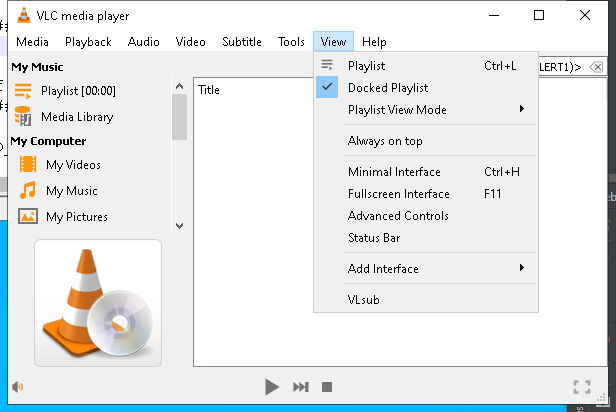 VLC media player
Media Playback Audio Video Subtitle Tools View Help
My Music
Playlist [00:00]
Media Library
My Computer
My Videos
My Music
My Pictures
Title
Playlist Ctrl+L
Docked Playlist
Playlist View Mode
Always on top
Minimal Interface Ctrl+H
Fullscreen Interface F11
Advanced Controls
Status Bar
Add Interface
VLsub
LERT1)>